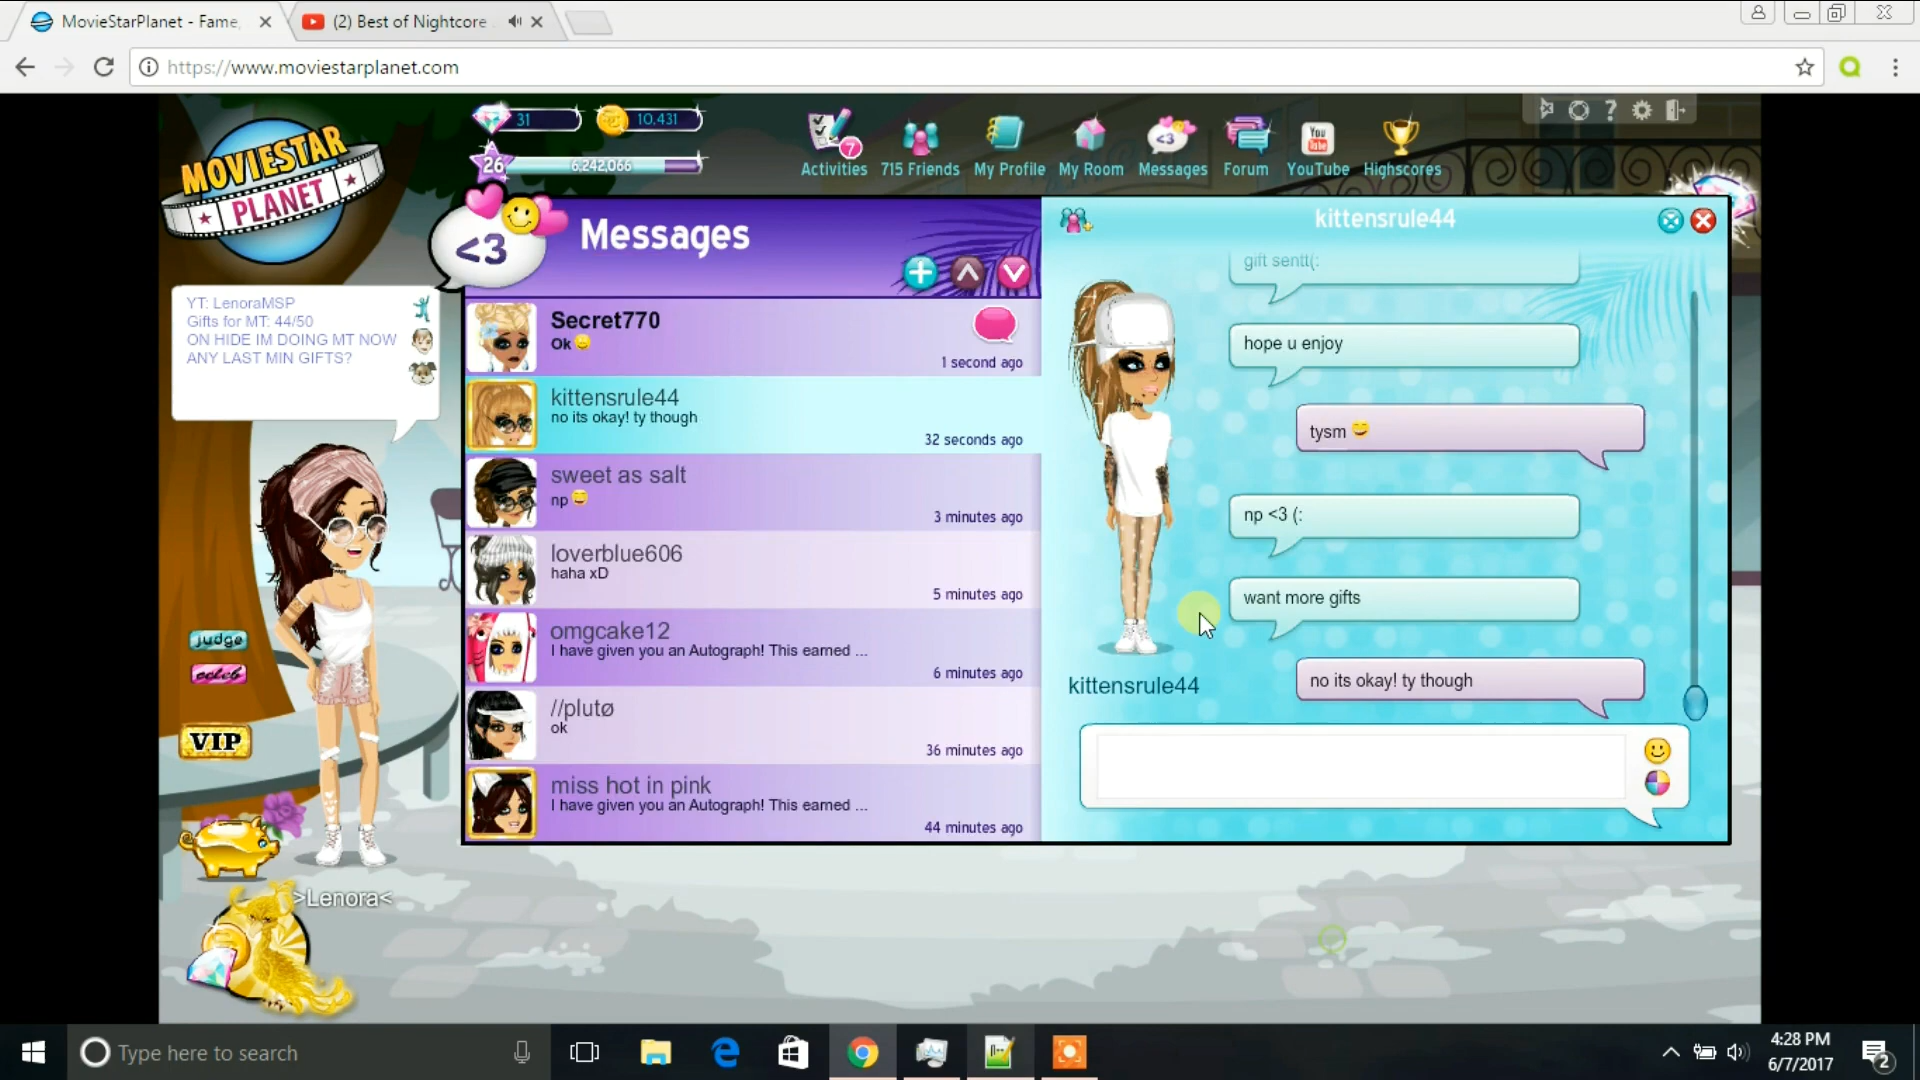 MovieStarPlanet - Fame,
(2) Best of Nightcore
https://www.moviestarplanet.com
MOVIESTAR
PLANET
31
10.431
26
6,242,066
7
Activities
715 Friends
My Profile
My Room
<3
Messages
Forum
You
Tube
YouTube
Highscores
?
YT: LenoraMSP
Gifts for MT: 44/50
ON HIDE IM DOING MT NOW
ANY LAST MIN GIFTS?
judge
celeb
VIP
>Lenora<
<3
Messages
Secret770
Ok
1 second ago
kittensrule44
no its okay! ty though
32 seconds ago
sweet as salt
np
3 minutes ago
loverblue606
haha xD
5 minutes ago
omgcake12
I have given you an Autograph! This earned ...
6 minutes ago
//plutø
ok
36 minutes ago
miss hot in pink
I have given you an Autograph! This earned ...
44 minutes ago
kittensrule44
gift sentt(:
hope u enjoy
tysm
np <3 (:
want more gifts
no its okay! ty though
kittensrule44
Type here to search
4:28 PM
6/7/2017
2